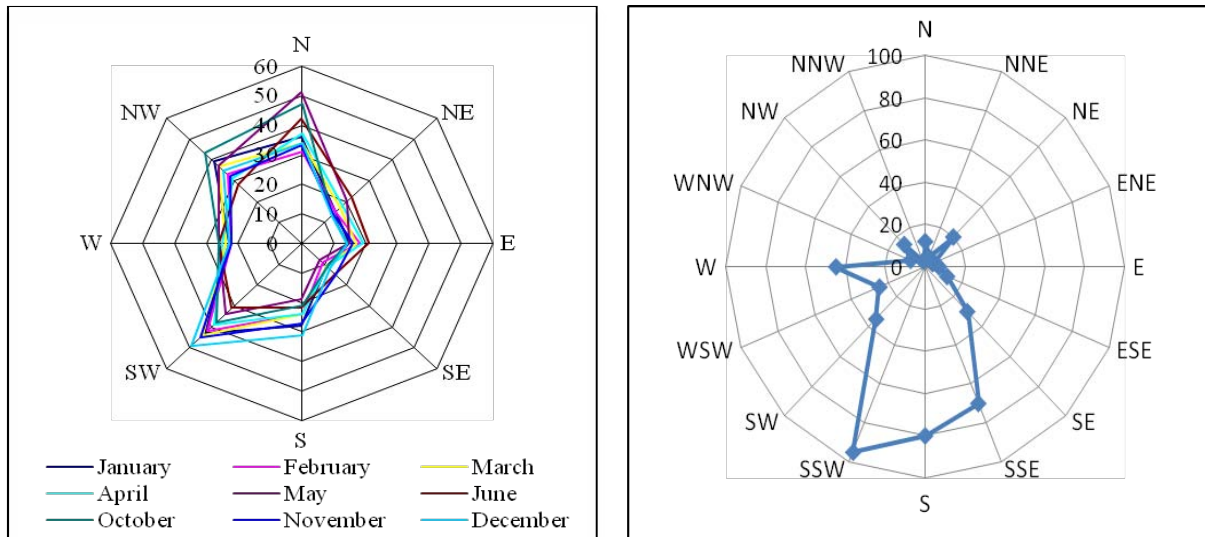 N
60
50
40
30
20
10
0
NE
E
SE
S
SW
W
NW
January February March
April May June
October November December
N
100
80
60
40
20
0
NNE
NE
ENE
E
ESE
SE
SSE
S
SSW
SW
WSW
W
WNW
NW
NNW